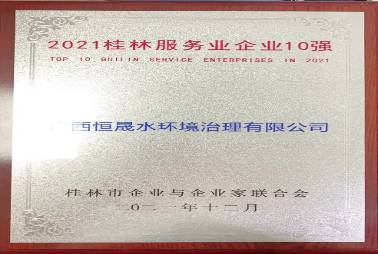 2021桂林服务业企业10强
TOP 10 GUILIN SERVICE ENTERPRISES IN 2021
广西恒晟水环境治理有限公司
桂林市企业与企业家联合会
二〇二一年十二月